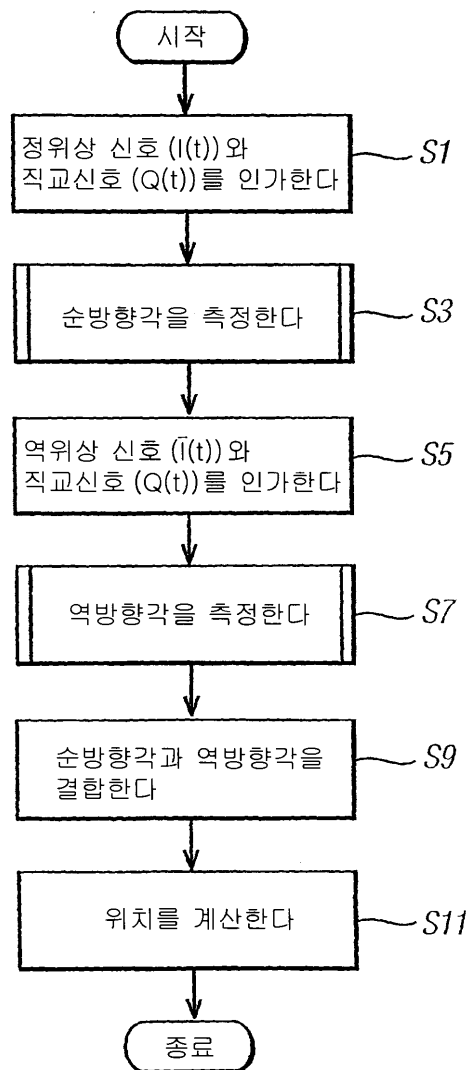 시작
정위상 신호(I(t))와
직교신호(Q(t))를 인가한다
S1
순방향각을 측정한다
S3
역위상 신호(Ī(t))와
직교신호(Q(t))를 인가한다
S5
역방향각을 측정한다
S7
순방향각과 역방향각을
결합한다
S9
위치를 계산한다
S11
종료